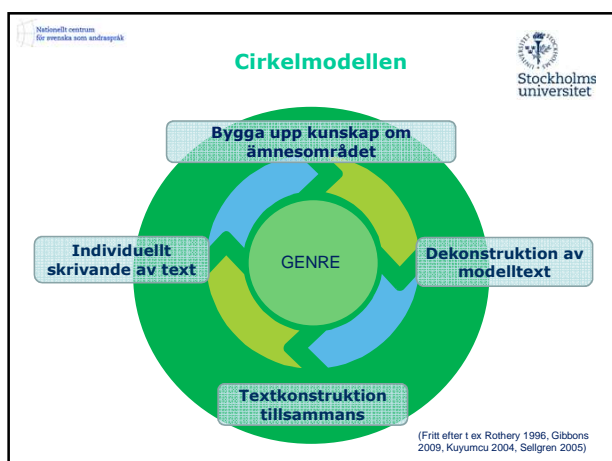 Nationellt centrum
för svenska som andraspråk
Cirkelmodellen
Stockholms
universitet
Bygga upp kunskap om
ämnesområdet
Individuellt
skrivande av text
GENRE
Dekonstruktion av
modelltext
Textkonstruktion
tillsammans
(Fritt efter t ex Rothery 1996, Gibbons
2009, Kuyumcu 2004, Sellgren 2005)